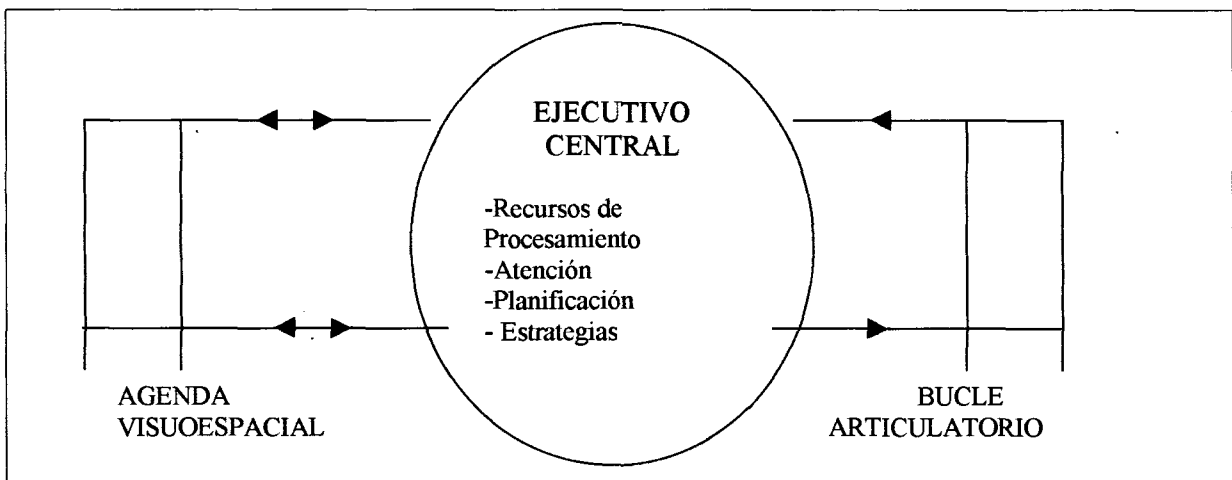 EJECUTIVO
CENTRAL
-Recursos de
Procesamiento
-Atención
-Planificación
- Estrategias
AGENDA
VISUOESPACIAL
BUCLE
ARTICULATORIO